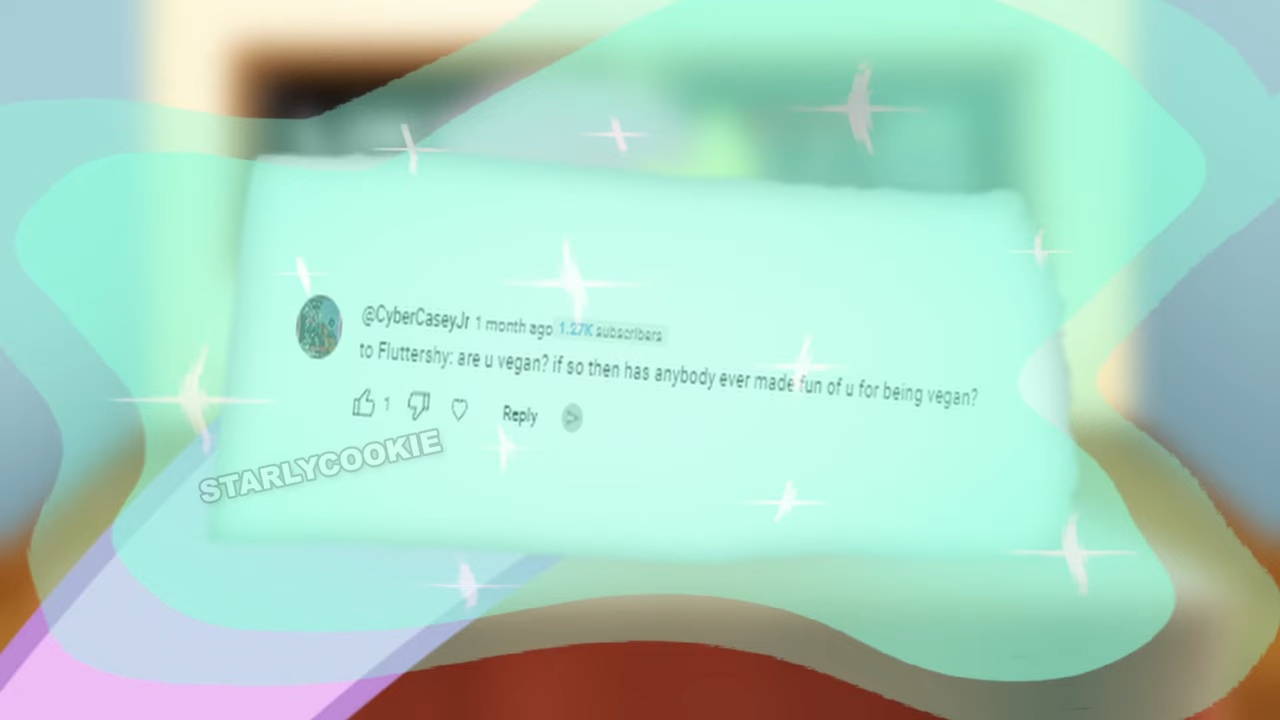 @CyberCaseyJr 1 month ago 1.27K subscribers
to Fluttershy: are u vegan? if so then has anybody ever made fun of u for being vegan?
1 Reply
STARLYCOOKIE